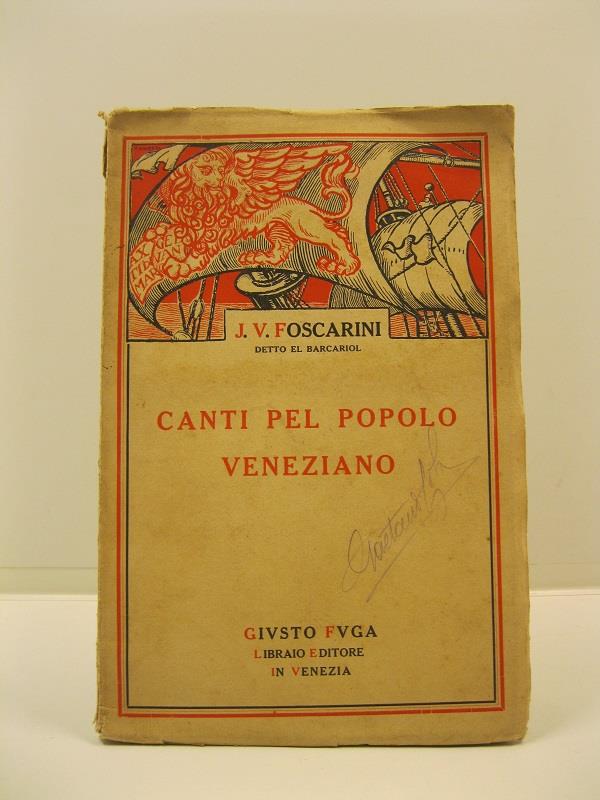 J. V. FOSCARINI
DETTO EL BARCARIOL
CANTI PEL POPOLO
VENEZIANO
GIVSTO FVGA
LIBRAIO EDITORE
IN VENEZIA